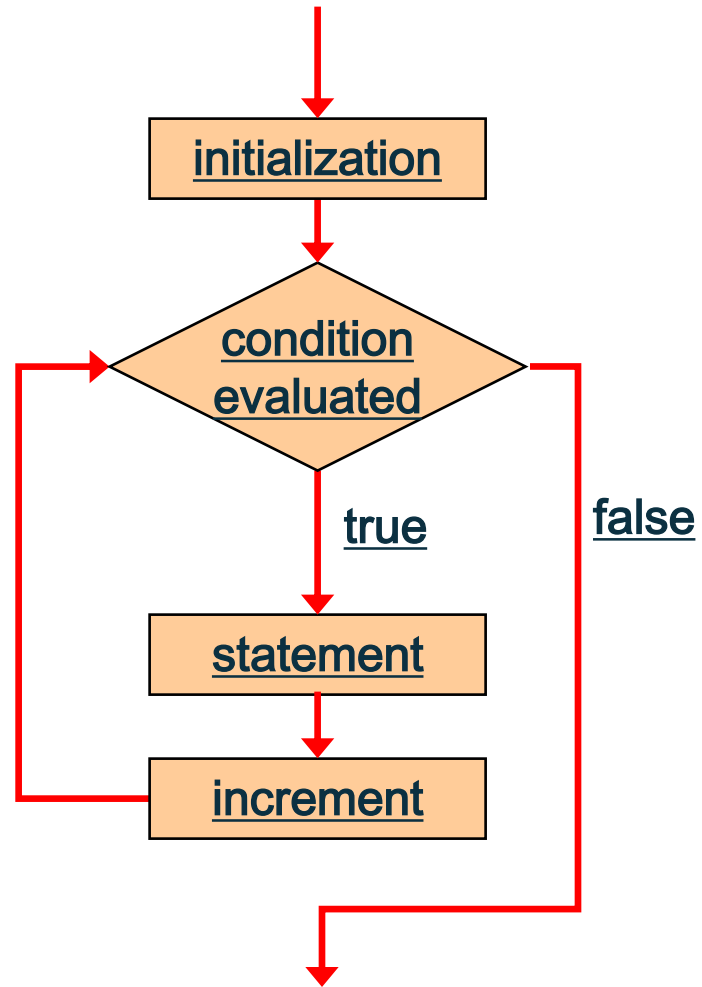 initialization
condition
evaluated
true
false
statement
increment